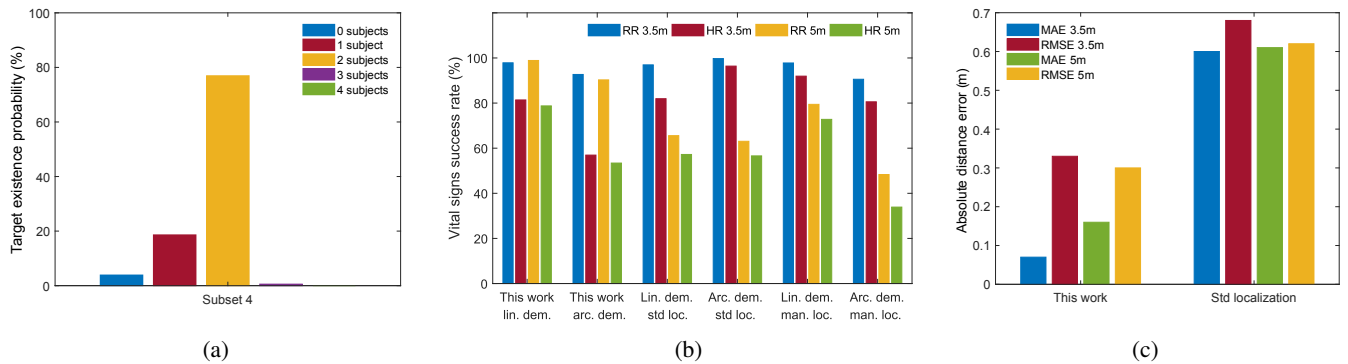 Target existence probability (%)
100
80
60
40
20
0
0 subjects
1 subject
2 subjects
3 subjects
4 subjects
Subset 4
(a)
Vital signs success rate (%)
RR 3.5m HR 3.5m RR 5m HR 5m
100
80
60
40
20
0
This work Lin. dem. Arc. dem. Lin. dem. Arc. dem.
This work
lin. dem. arc. dem. std loc. std loc. man. loc. man. loc.
(b)
Absolute distance error (m)
0.7
0.6
0.5
0.4
0.3
0.2
0.1
0
MAE 3.5m
RMSE 3.5m
MAE 5m
RMSE 5m
This work Std localization
(c)